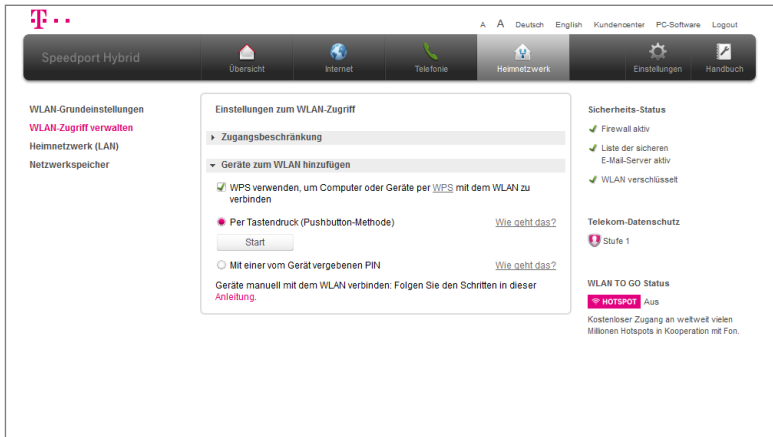 T
A A Deutsch English Kundencenter PC-Software Logout
Speedport Hybrid
Übersicht
Internet
Telefonie
Heimnetzwerk
Einstellungen
Handbuch
WLAN-Grundeinstellungen
WLAN-Zugriff verwalten
Heimnetzwerk (LAN)
Netzwerkspeicher
Einstellungen zum WLAN-Zugriff
Zugangsbeschränkung
Geräte zum WLAN hinzufügen
WPS verwenden, um Computer oder Geräte per WPS mit dem WLAN zu
verbinden
Per Tastendruck (Pushbutton-Methode) Wie geht das?
Start
Mit einer vom Gerät vergebenen PIN Wie geht das?
Geräte manuell mit dem WLAN verbinden: Folgen Sie den Schritten in dieser
Anleitung.
Sicherheits-Status
Firewall aktiv
Liste der sicheren
E-Mail-Server aktiv
WLAN verschlüsselt
Telekom-Datenschutz
Stufe 1
WLAN TO GO Status
HOTSPOT Aus
Kostenloser Zugang an weltweit vielen
Millionen Hotspots in Kooperation mit Fon.